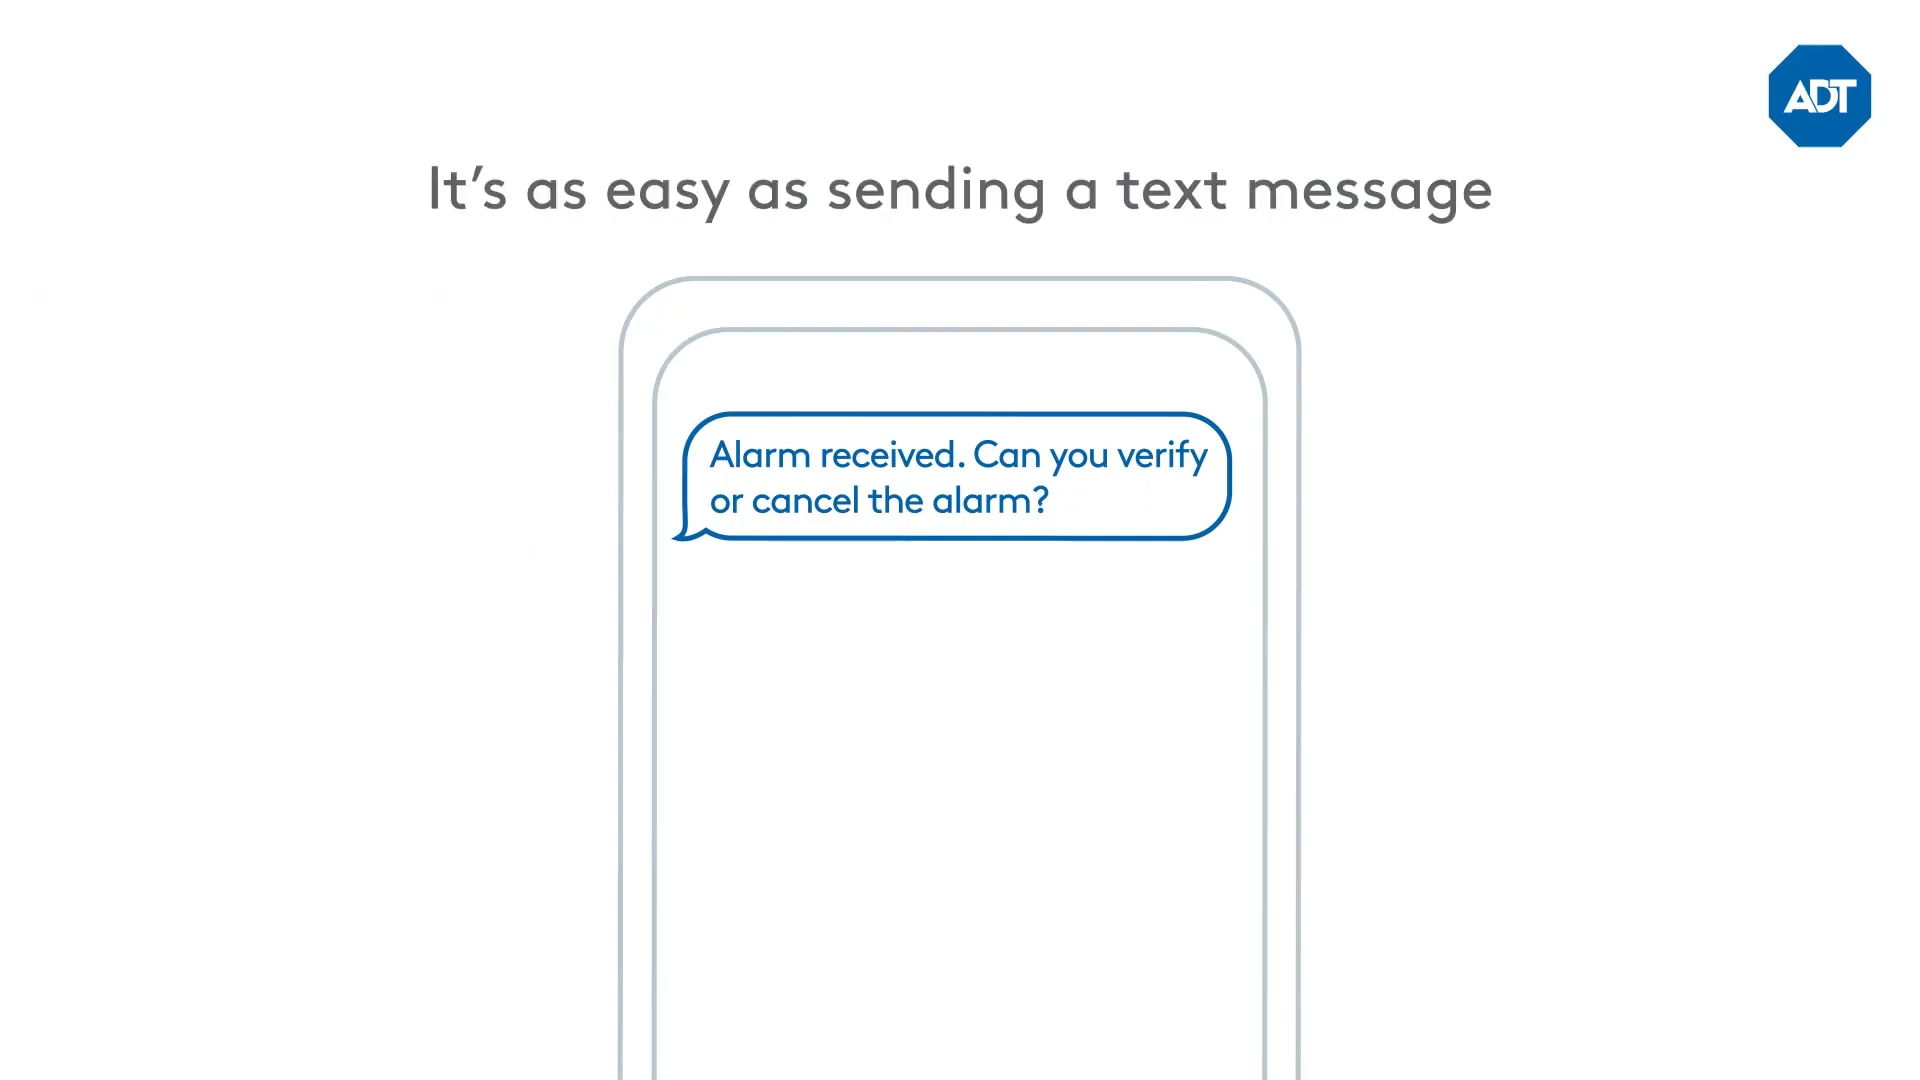 ADT
It’s as easy as sending a text message
Alarm received. Can you verify
or cancel the alarm?